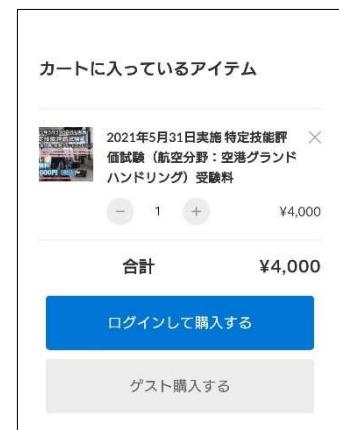 カートに入っているアイテム
2021年5月31日実施 特定技能評
価試験（航空分野：空港グランド
ハンドリング）受験料
− 1 +
¥4,000
合計
¥4,000
ログインして購入する
ゲスト購入する